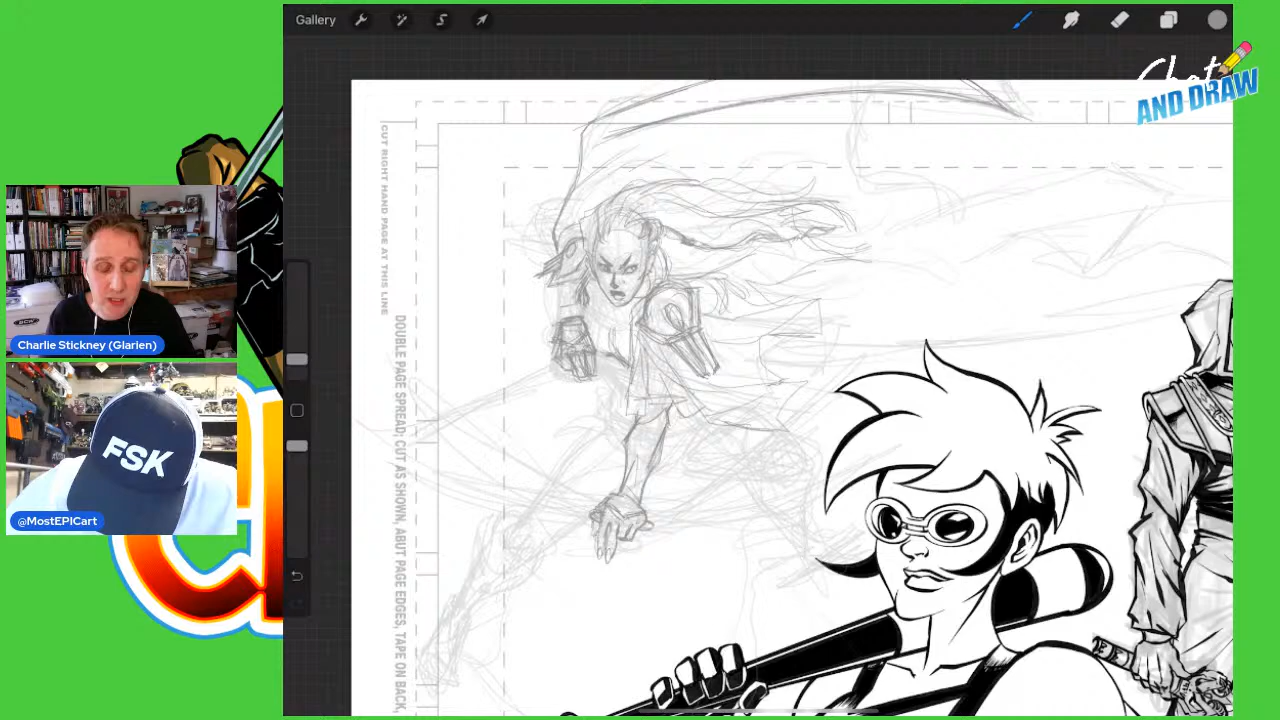 Gallery
Chat
AND DRAW
CUT RIGHT HAND PAGE AT THIS LINE
DOUBLE PAGE SPREAD; CUT AS SHOWN, ABUT PAGE EDGES, TAPE ON BACK,
Charlie Stickney (Glarien)
FSK
@MostEPICart